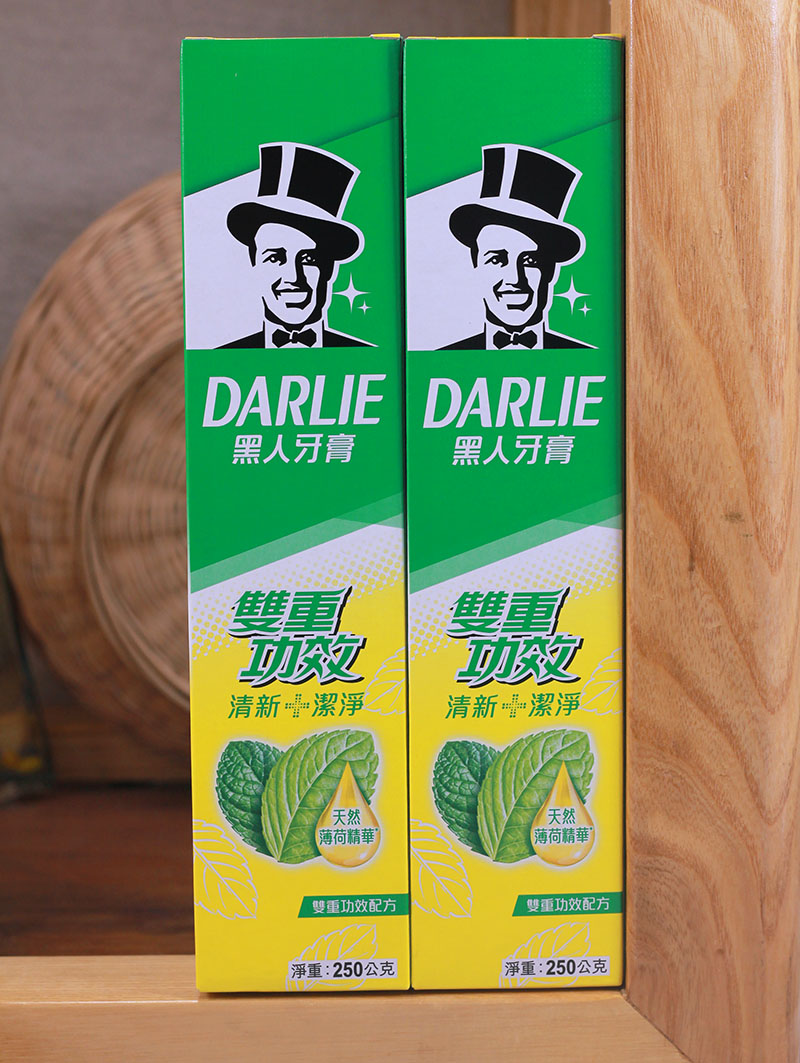 DARLIE
黑人牙膏
雙重
功效
清新+潔淨
天然
薄荷精華*
雙重功效配方
淨重:250公克
DARLIE
黑人牙膏
雙重
功效
清新+潔淨
天然
薄荷精華*
雙重功效配方
淨重:250公克